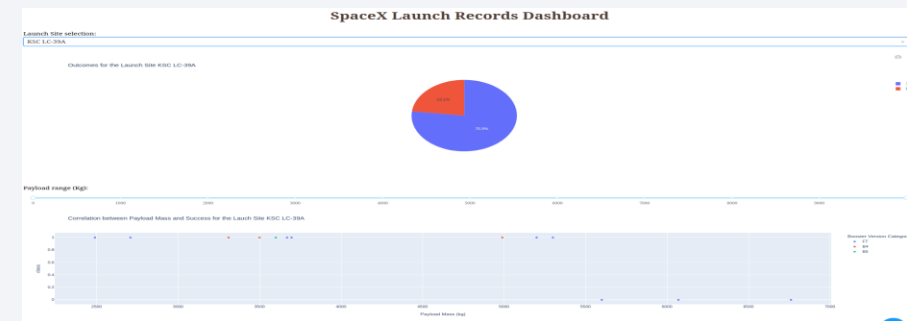 SpaceX Launch Records Dashboard
Launch Site selection:
KSC LC-39A
Outcomes for the Launch Site KSC LC-39A
Payload range (Kg):
0 1000 2000 3000 4000 5000 6000 7000 8000 9000
Correlation between Payload Mass and Success for the Lauch Site KSC LC-39A
1
0.8
0.6
0.4
0.2
0
class
2500 3000 3500 4000 4500 5000 5500 6000 6500 7000
Payload Mass (kg)
Booster Version Catego
FT
B4
B5